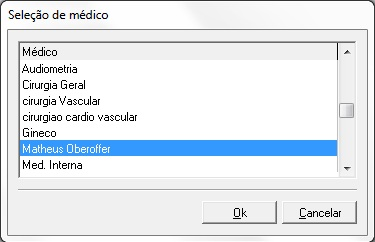 Seleção de médico
Médico
Audiometria
Cirurgia Geral
cirurgia Vascular
cirurgiao cardio vascular
Gineco
Matheus Oberoffer
Med. Interna
Ok
Cancelar